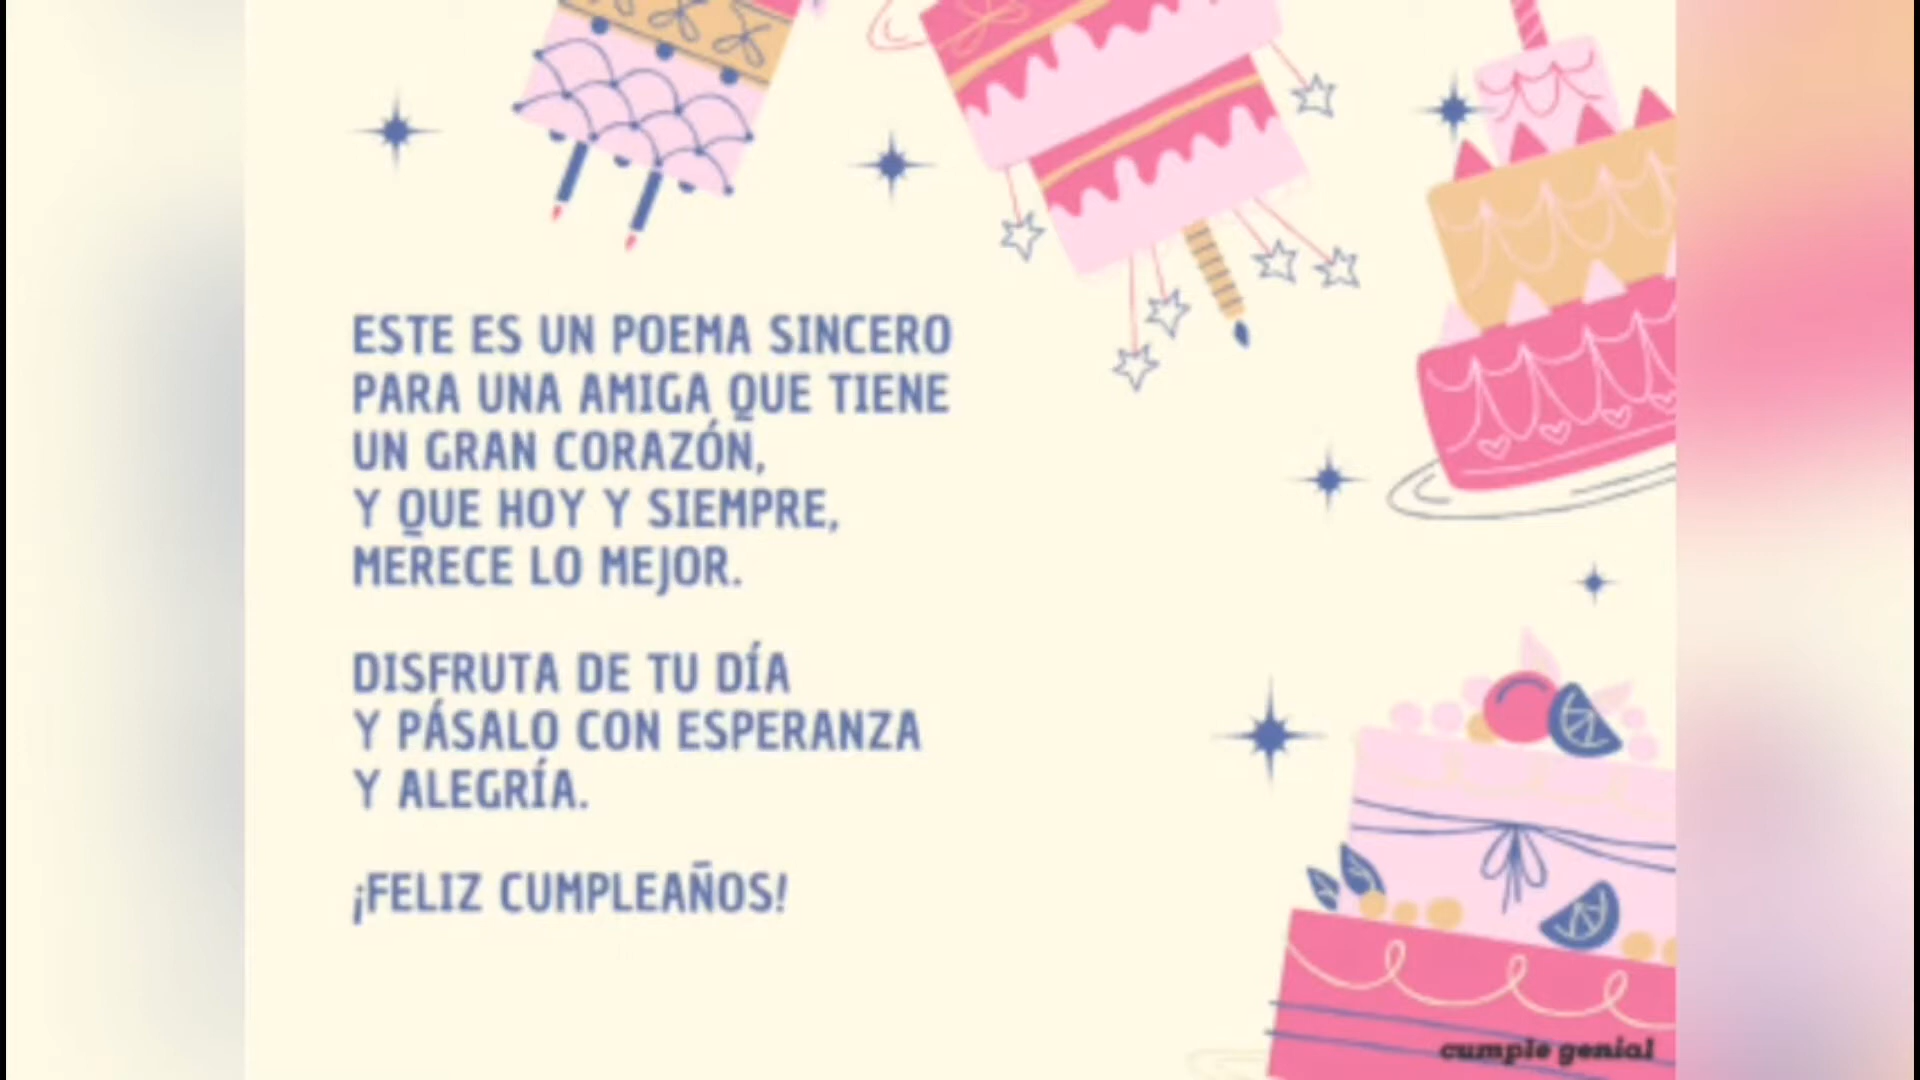 ESTE ES UN POEMA SINCERO
PARA UNA AMIGA QUE TIENE
UN GRAN CORAZÓN,
Y QUE HOY Y SIEMPRE,
MERECE LO MEJOR.
DISFRUTA DE TU DÍA
Y PÁSALO CON ESPERANZA
Y ALEGRÍA.
¡FELIZ CUMPLEAÑOS!
cumple genial